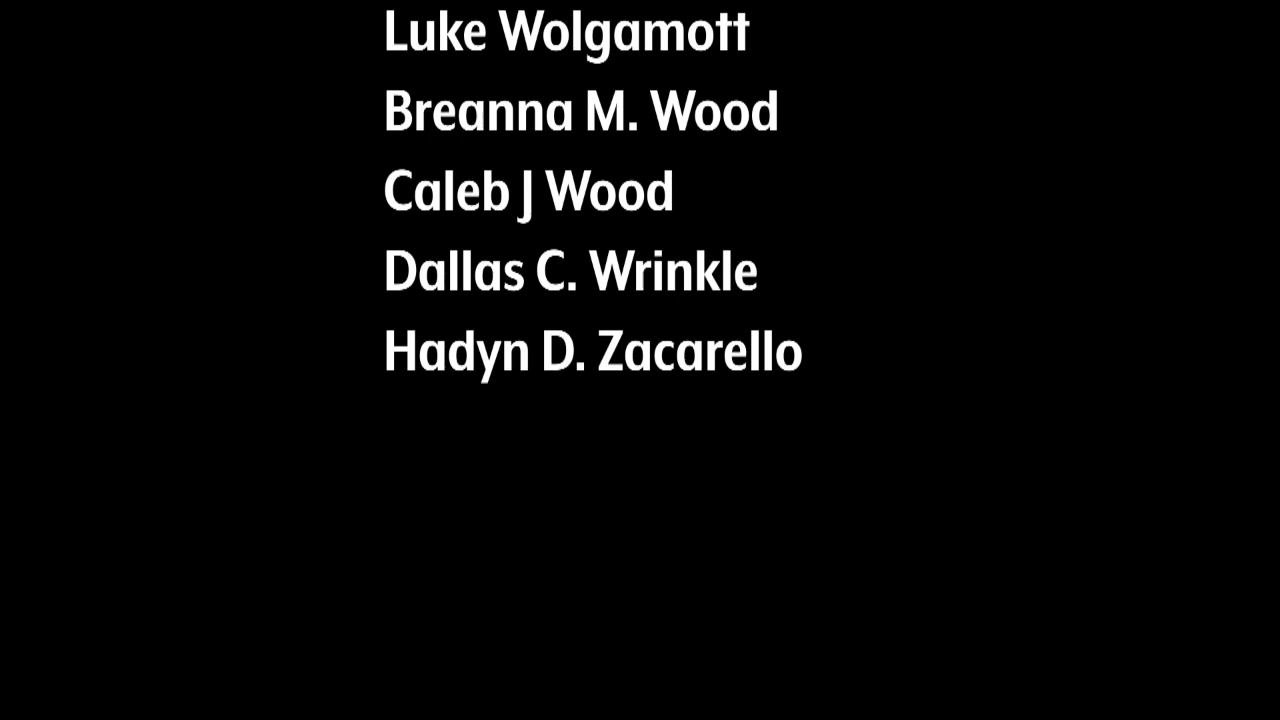 Luke Wolgamott
Breanna M. Wood
Caleb J Wood
Dallas C. Wrinkle
Hadyn D. Zacarello